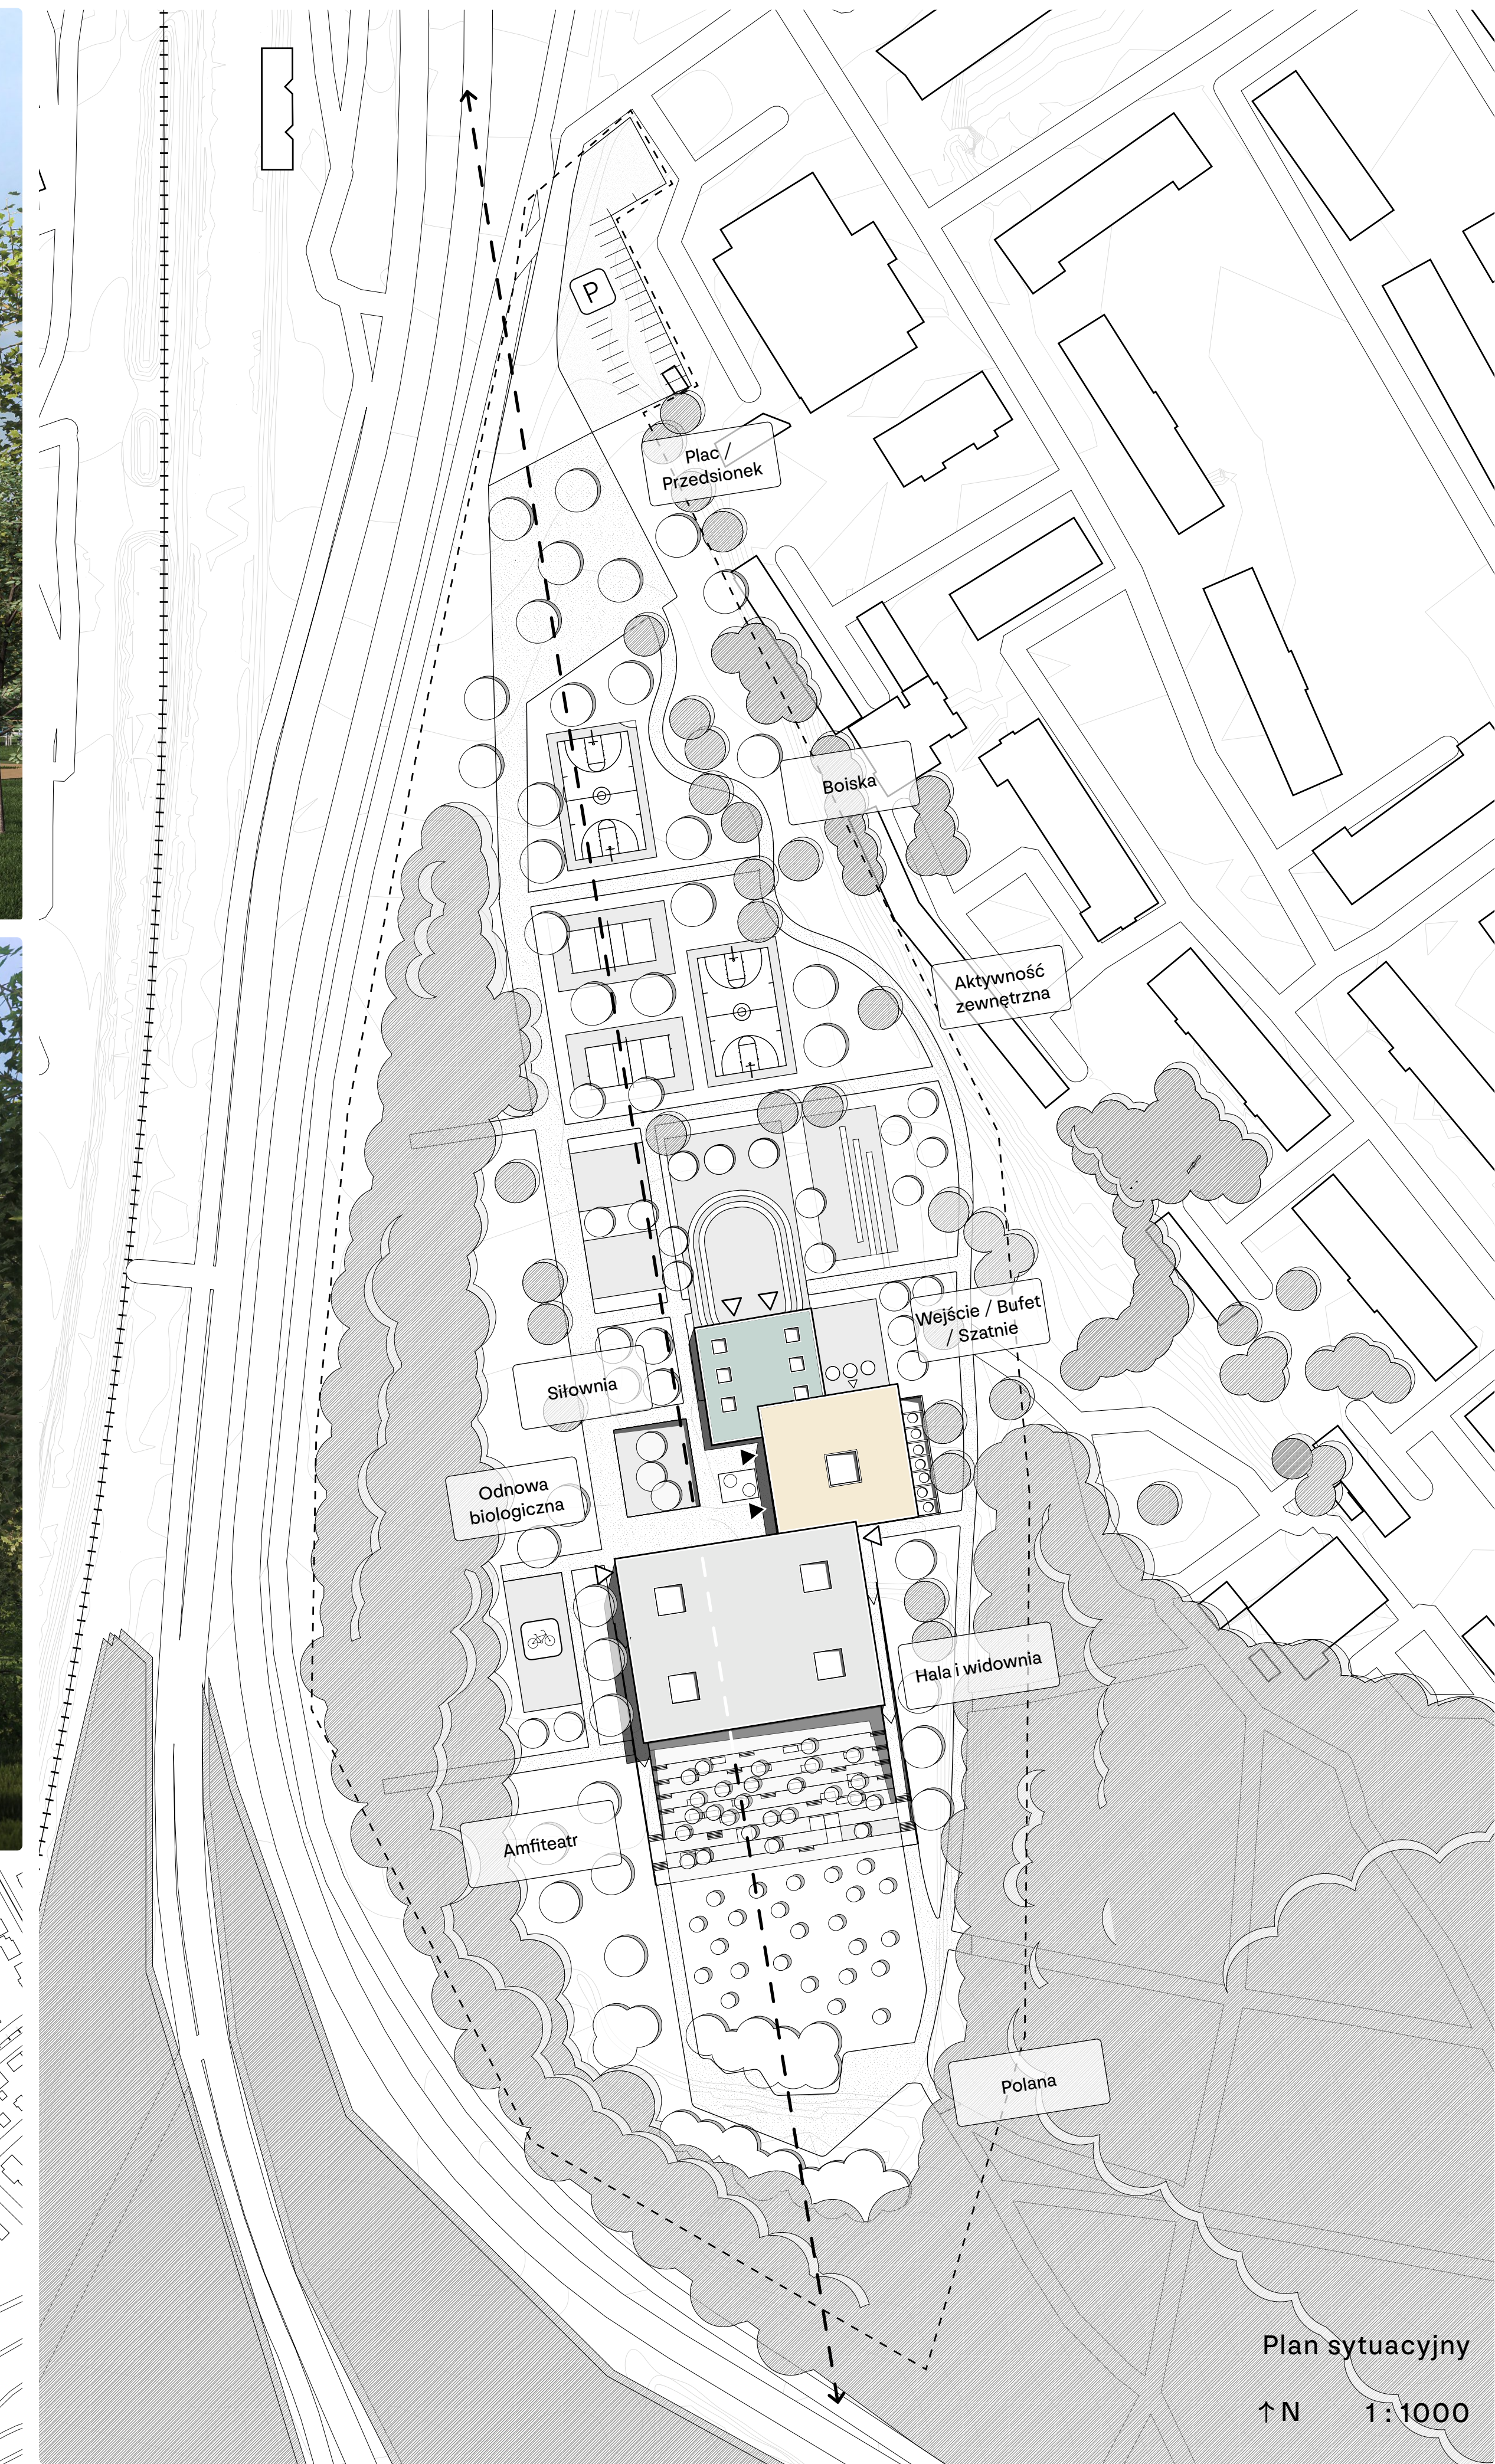 P
Plac /
Przedsionek
Boiska
Aktywność
zewnętrzna
Wejście / Bufet
/ Szatnie
Siłownia
Odnowa
biologiczna
Hala i widownia
Amfiteatr
Polana
Plan sytuacyjny
↑ N 1 : 1000